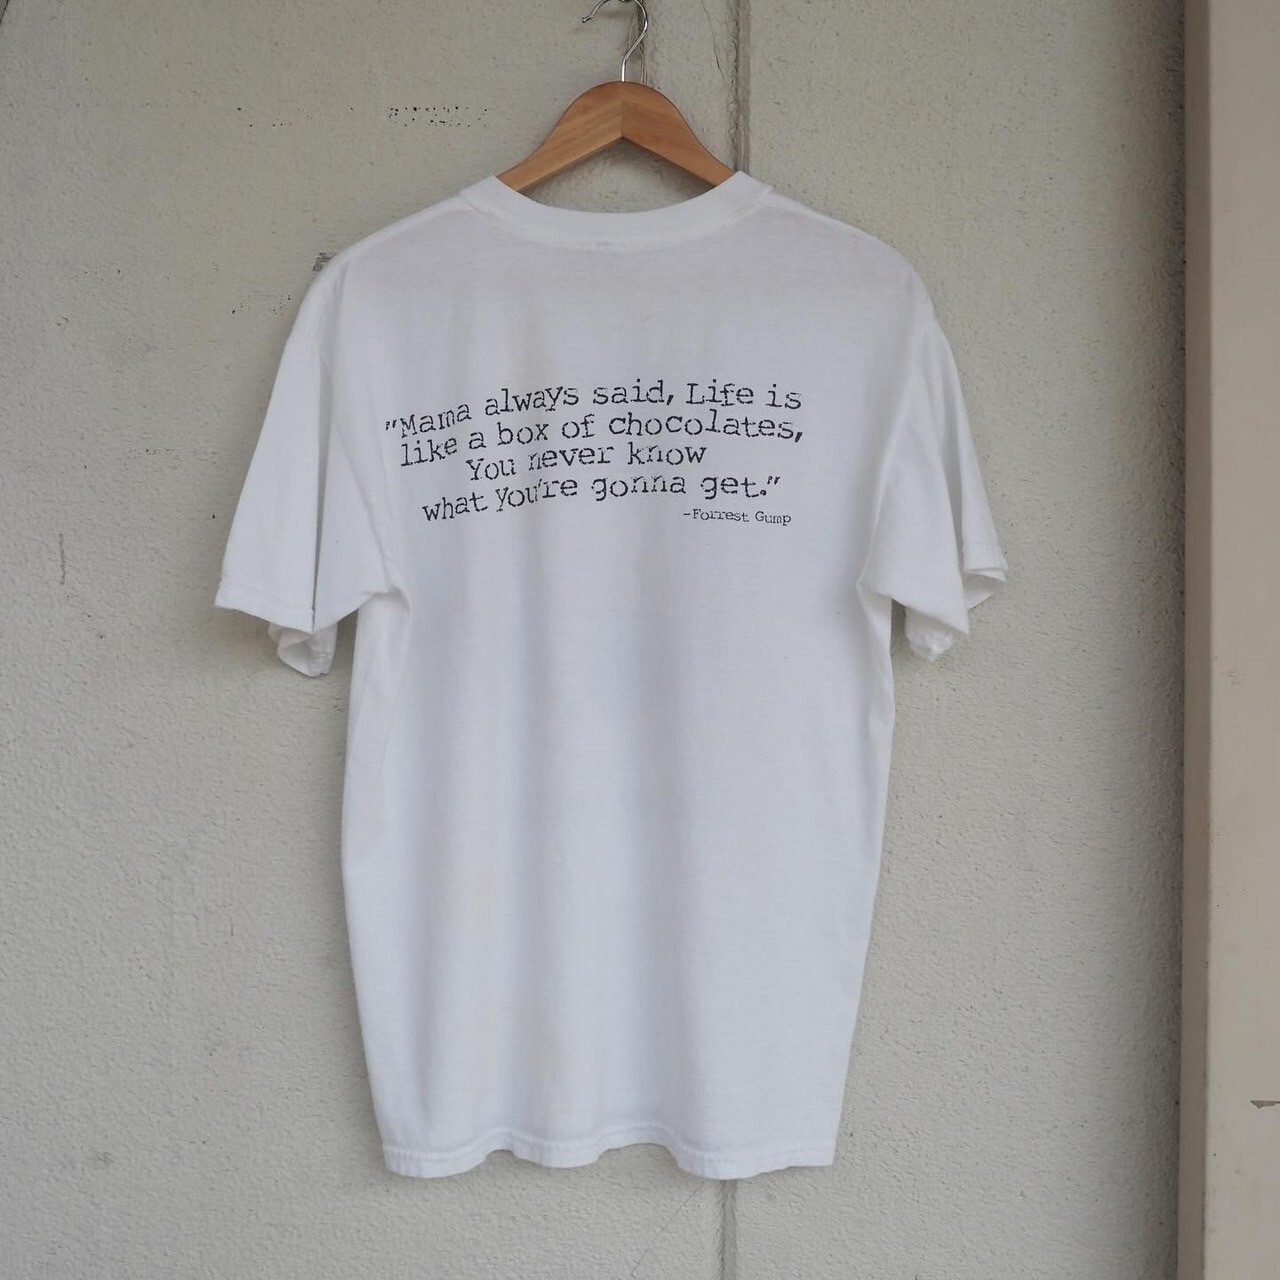 "Mama always said, Life is
like a box of chocolates,
You never know
what you're gonna get."
-Forrest Gump